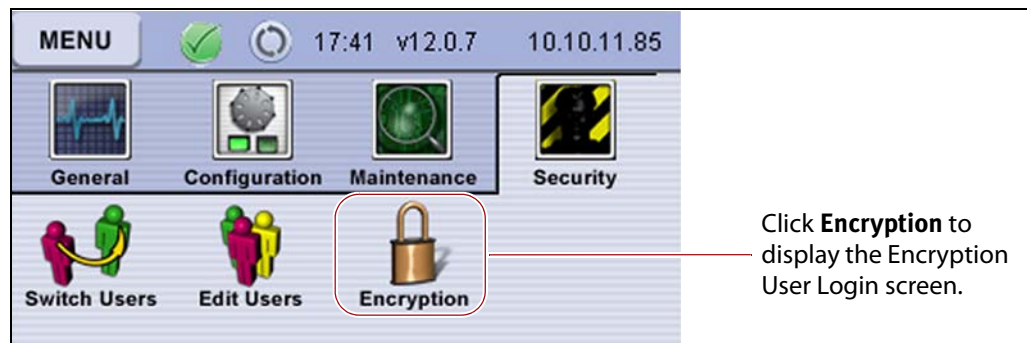 MENU 17:41 v12.0.7 10.10.11.85
General Configuration Maintenance Security
Switch Users Edit Users Encryption
Click Encryption to
display the Encryption
User Login screen.